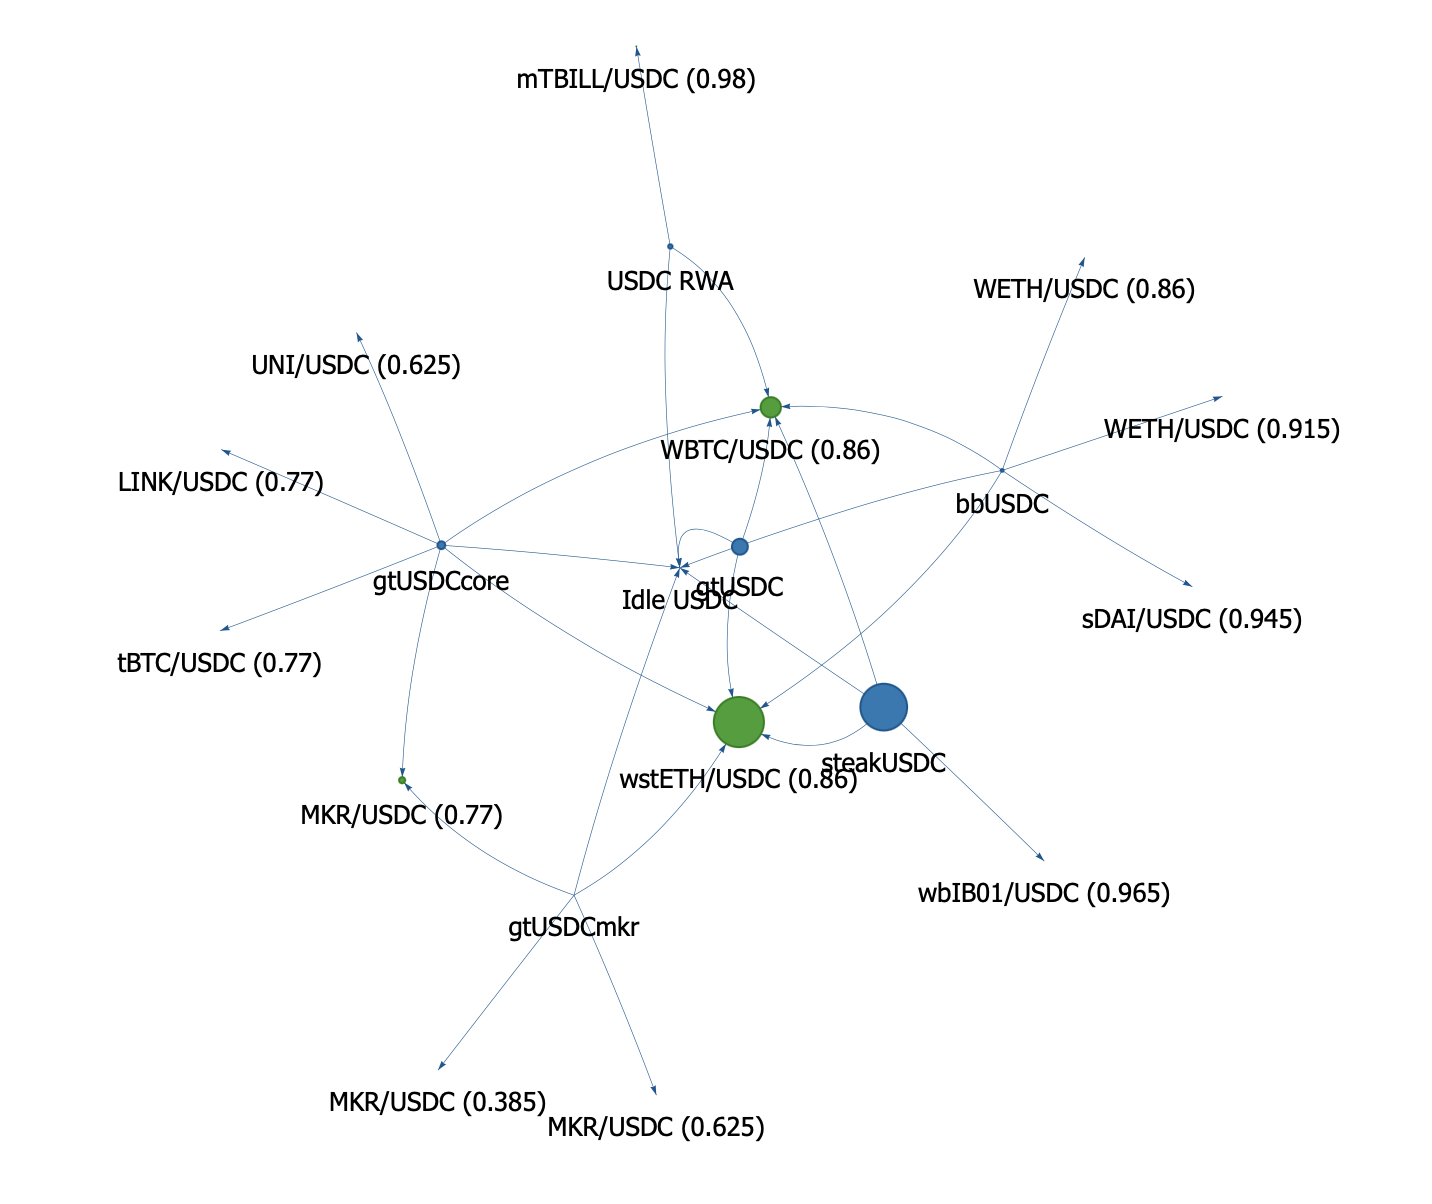 mTBILL/USDC (0.98)
USDC RWA
WETH/USDC (0.86)
UNI/USDC (0.625)
WETH/USDC (0.915)
WBTC/USDC (0.86)
LINK/USDC (0.77)
bbUSDC
gtUSDCcore
gtUSDC
Idle USDC
sDAI/USDC (0.945)
tBTC/USDC (0.77)
steakUSDC
wstETH/USDC (0.86)
MKR/USDC (0.77)
wbIB01/USDC (0.965)
gtUSDCmkr
MKR/USDC (0.385)
MKR/USDC (0.625)